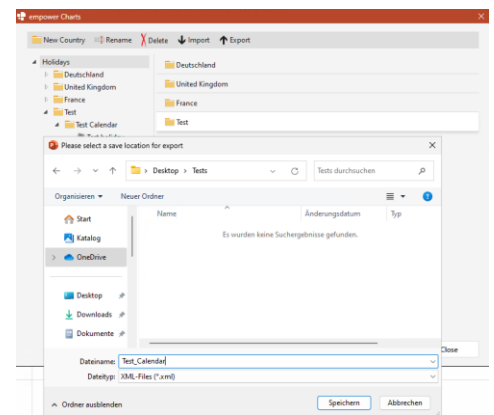 empower Charts
New Country Rename Delete Import Export
Holidays
Deutschland
United Kingdom
France
Test
Test Calendar
Test holiday
Deutschland
United Kingdom
France
Test
Please select a save location for export
Desktop > Tests
Tests durchsuchen
Organisieren Neuer Ordner
Start
Katalog
OneDrive
Desktop
Downloads
Dokumente
Name Änderungsdatum Typ
Es wurden keine Suchergebnisse gefunden.
Close
Dateiname: Test_Calendar
Dateityp: XML-Files (*.xml)
Ordner ausblenden
Speichern Abbrechen